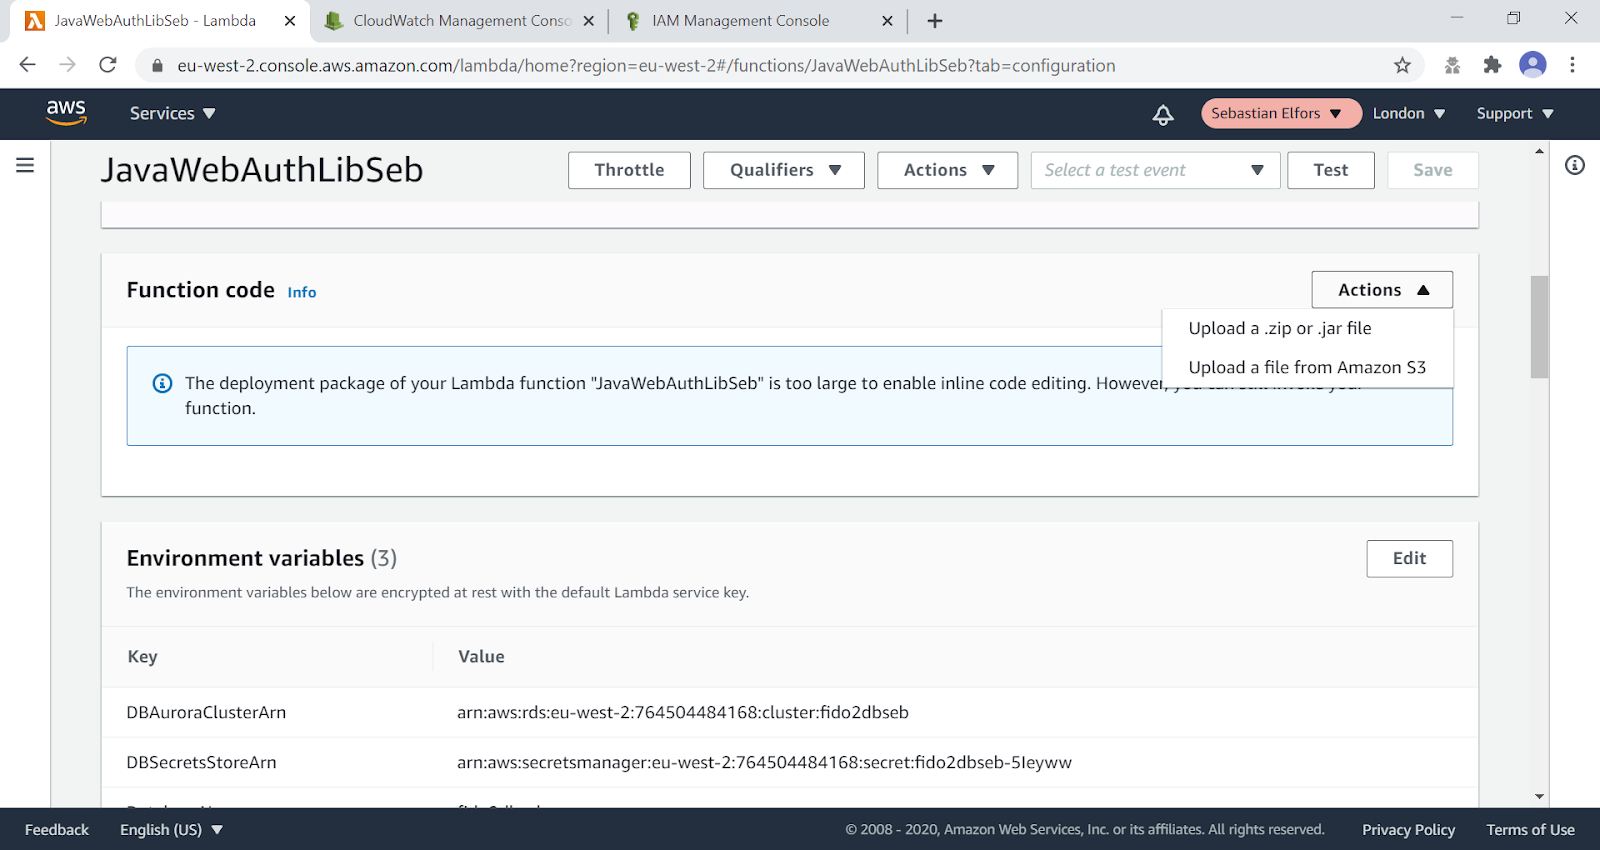 JavaWebAuthLibSeb - Lambda
CloudWatch Management Conso
IAM Management Console
eu-west-2.console.aws.amazon.com/lambda/home?region=eu-west-2#/functions/JavaWebAuthLibSeb?tab=configuration
aws
Services
Sebastian Elfors
London
Support
JavaWebAuthLibSeb
Throttle
Qualifiers
Actions
Select a test event
Test
Save
Function code Info
Actions
Upload a .zip or .jar file
Upload a file from Amazon S3
The deployment package of your Lambda function "JavaWebAuthLibSeb" is too large to enable inline code editing. However, you can still invoke your
function.
Environment variables (3)
Edit
The environment variables below are encrypted at rest with the default Lambda service key.
Key Value
DBAuroraClusterArn arn:aws:rds:eu-west-2:764504484168:cluster:fido2dbseb
DBSecretsStoreArn arn:aws:secretsmanager:eu-west-2:764504484168:secret:fido2dbseb-5Ieyww
Feedback
English (US)
© 2008 - 2020, Amazon Web Services, Inc. or its affiliates. All rights reserved.
Privacy Policy
Terms of Use